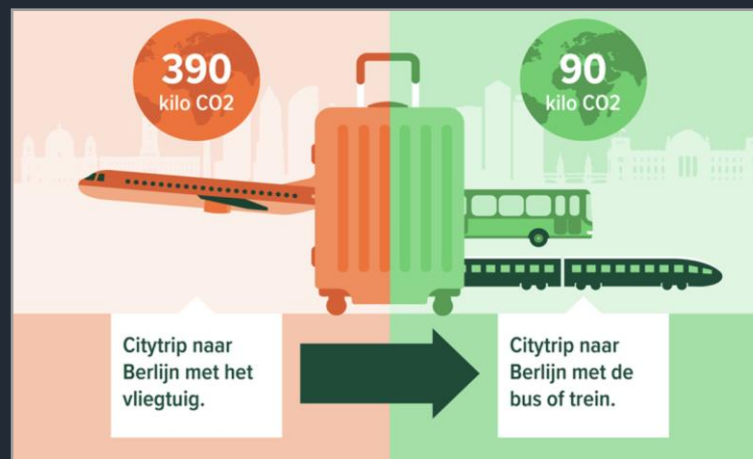 390
kilo CO2
90
kilo CO2
Citytrip naar
Berlijn met het
vliegtuig.
Citytrip naar
Berlijn met de
bus of trein.